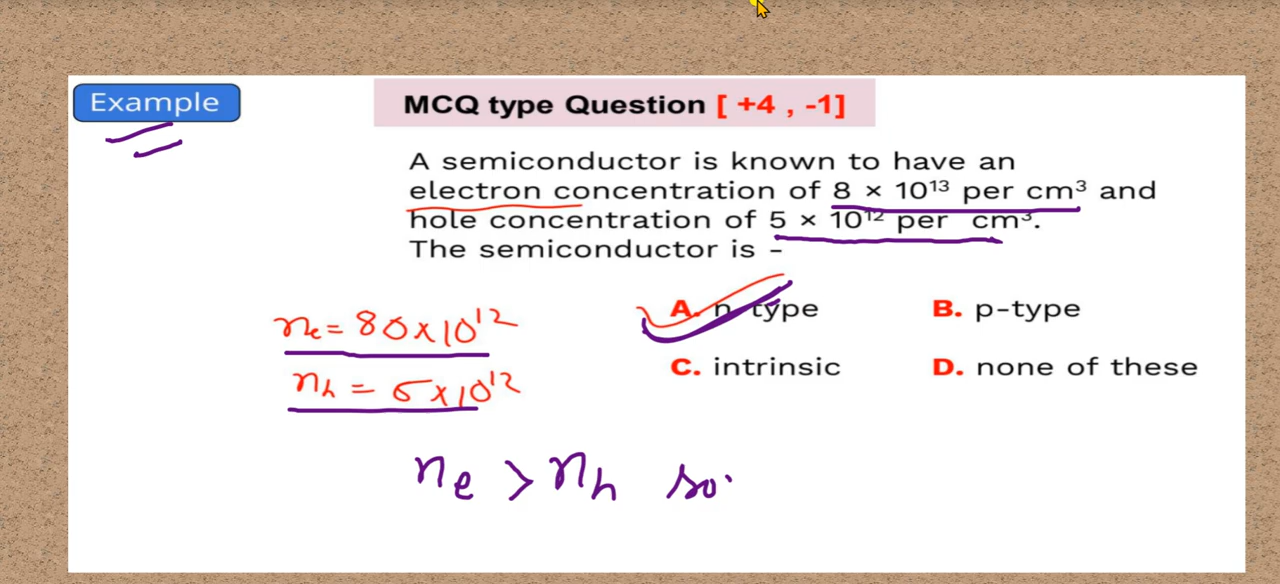 Example
MCQ type Question [ +4 , -1]
A semiconductor is known to have an
electron concentration of 8 × 10¹³ per cm³ and
hole concentration of 5 × 10¹² per cm³.
The semiconductor is -
A. n-type
B. p-type
C. intrinsic
D. none of these
nₑ = 80×10¹²
nₕ = 5×10¹²
nₑ > nₕ so